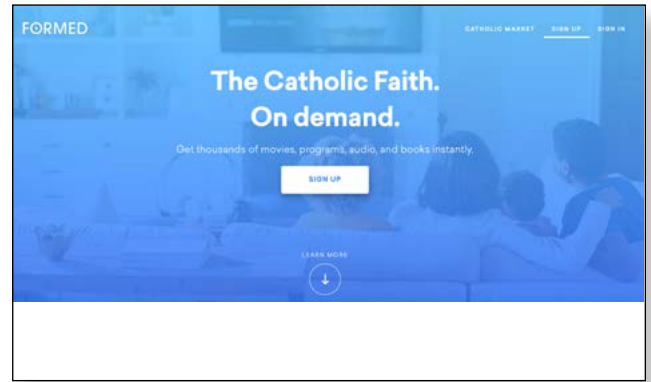 FORMED
CATHOLIC MARKET SIGN UP SIGN IN
The Catholic Faith.
On demand.
Get thousands of movies, programs, audio, and books instantly.
SIGN UP
LEARN MORE